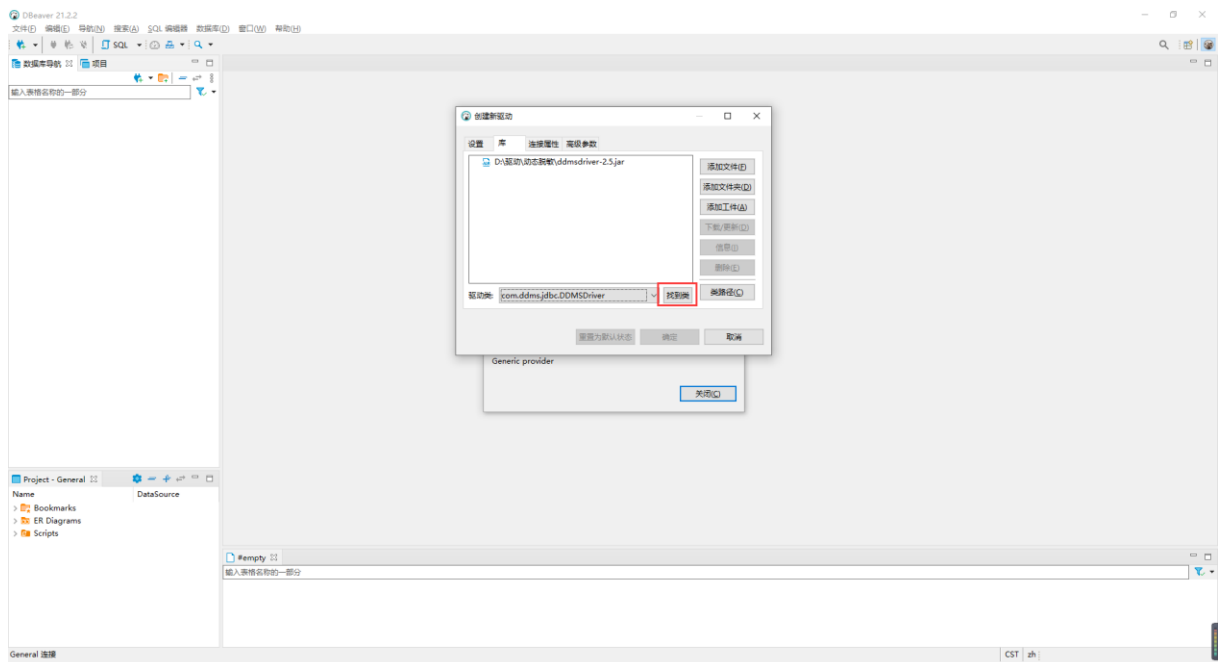 DBeaver 21.2.2
文件(F) 编辑(E) 导航(N) 搜索(A) SQL 编辑器 数据库(D) 窗口(W) 帮助(H)
SQL
数据库导航 项目
输入表格名称的一部分
创建新驱动
设置 库 连接属性 高级参数
D:\驱动\动态脱敏\ddmsdriver-2.5.jar
添加文件(F)
添加文件夹(D)
添加工件(A)
下载/更新(D)
信息(I)
删除(E)
驱动类: com.ddms.jdbc.DDMSDriver 找到类 类路径(C)
重置为默认状态 确定 取消
Generic provider
关闭(C)
Project - General
Name DataSource
Bookmarks
ER Diagrams
Scripts
#empty
输入表格名称的一部分
General 连接 CST zh